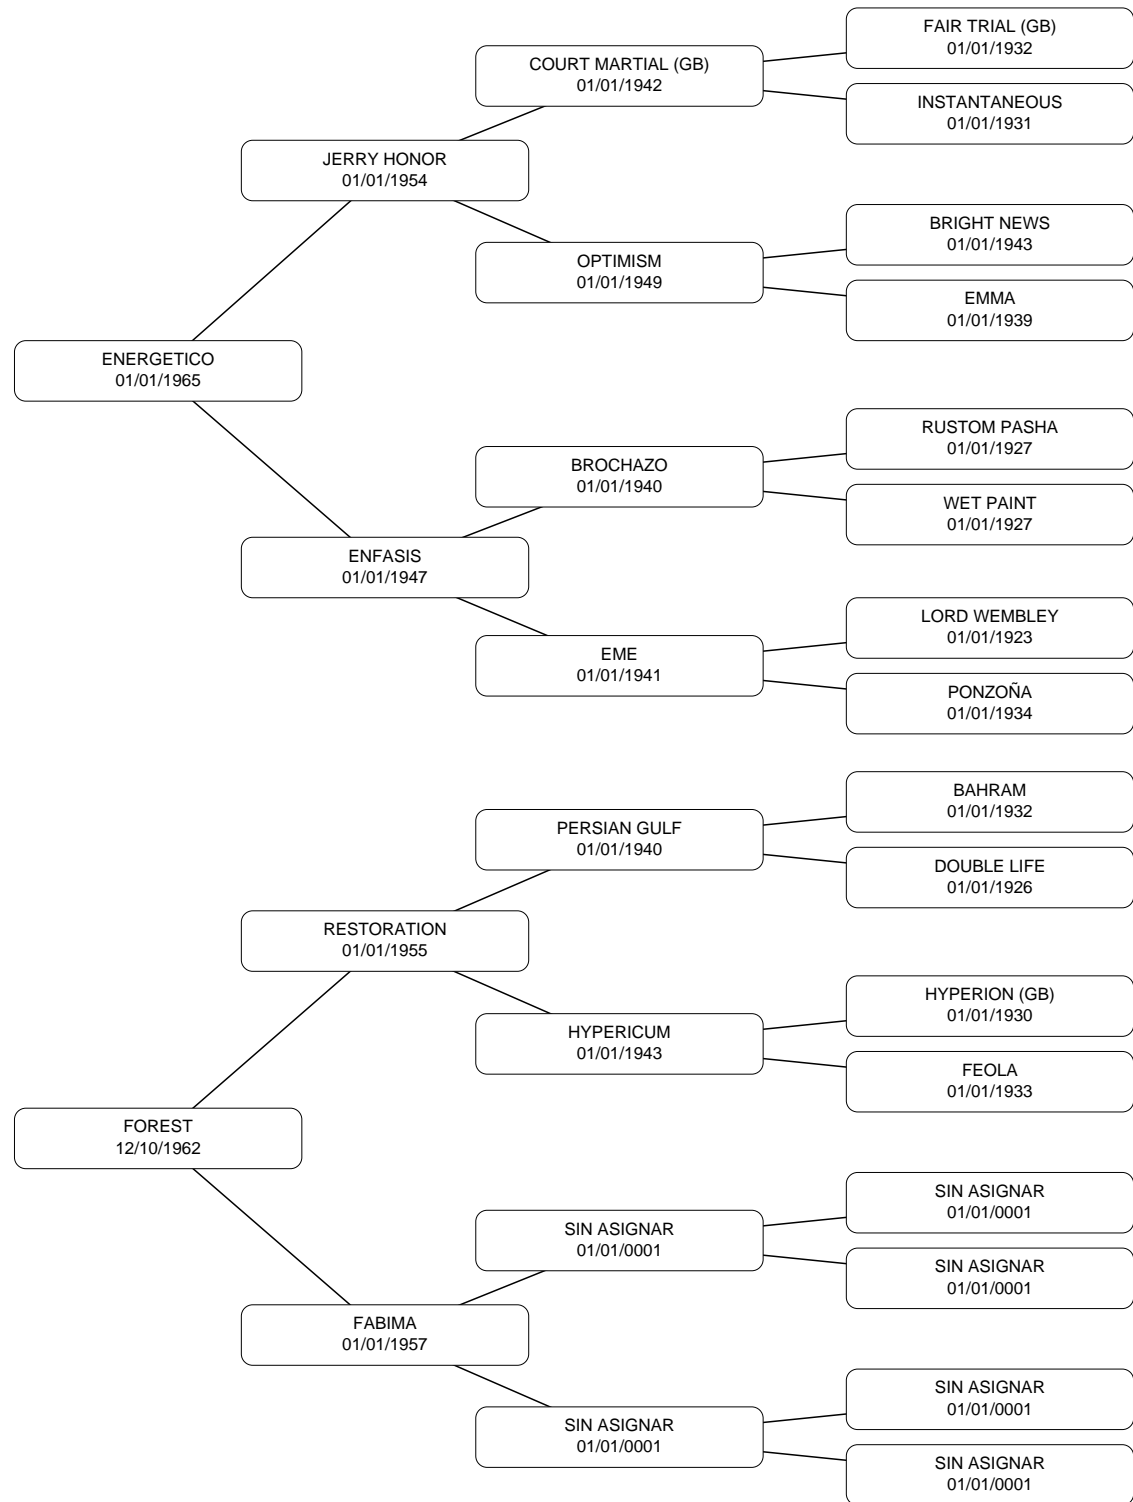 FAIR TRIAL (GB)
01/01/1932
COURT MARTIAL (GB)
01/01/1942
INSTANTANEOUS
01/01/1931
JERRY HONOR
01/01/1954
BRIGHT NEWS
01/01/1943
OPTIMISM
01/01/1949
EMMA
01/01/1939
ENERGETICO
01/01/1965
RUSTOM PASHA
01/01/1927
BROCHAZO
01/01/1940
WET PAINT
01/01/1927
ENFASIS
01/01/1947
LORD WEMBLEY
01/01/1923
EME
01/01/1941
PONZOÑA
01/01/1934
BAHRAM
01/01/1932
PERSIAN GULF
01/01/1940
DOUBLE LIFE
01/01/1926
RESTORATION
01/01/1955
HYPERION (GB)
01/01/1930
HYPERICUM
01/01/1943
FEOLA
01/01/1933
FOREST
12/10/1962
SIN ASIGNAR
01/01/0001
SIN ASIGNAR
01/01/0001
SIN ASIGNAR
01/01/0001
FABIMA
01/01/1957
SIN ASIGNAR
01/01/0001
SIN ASIGNAR
01/01/0001
SIN ASIGNAR
01/01/0001